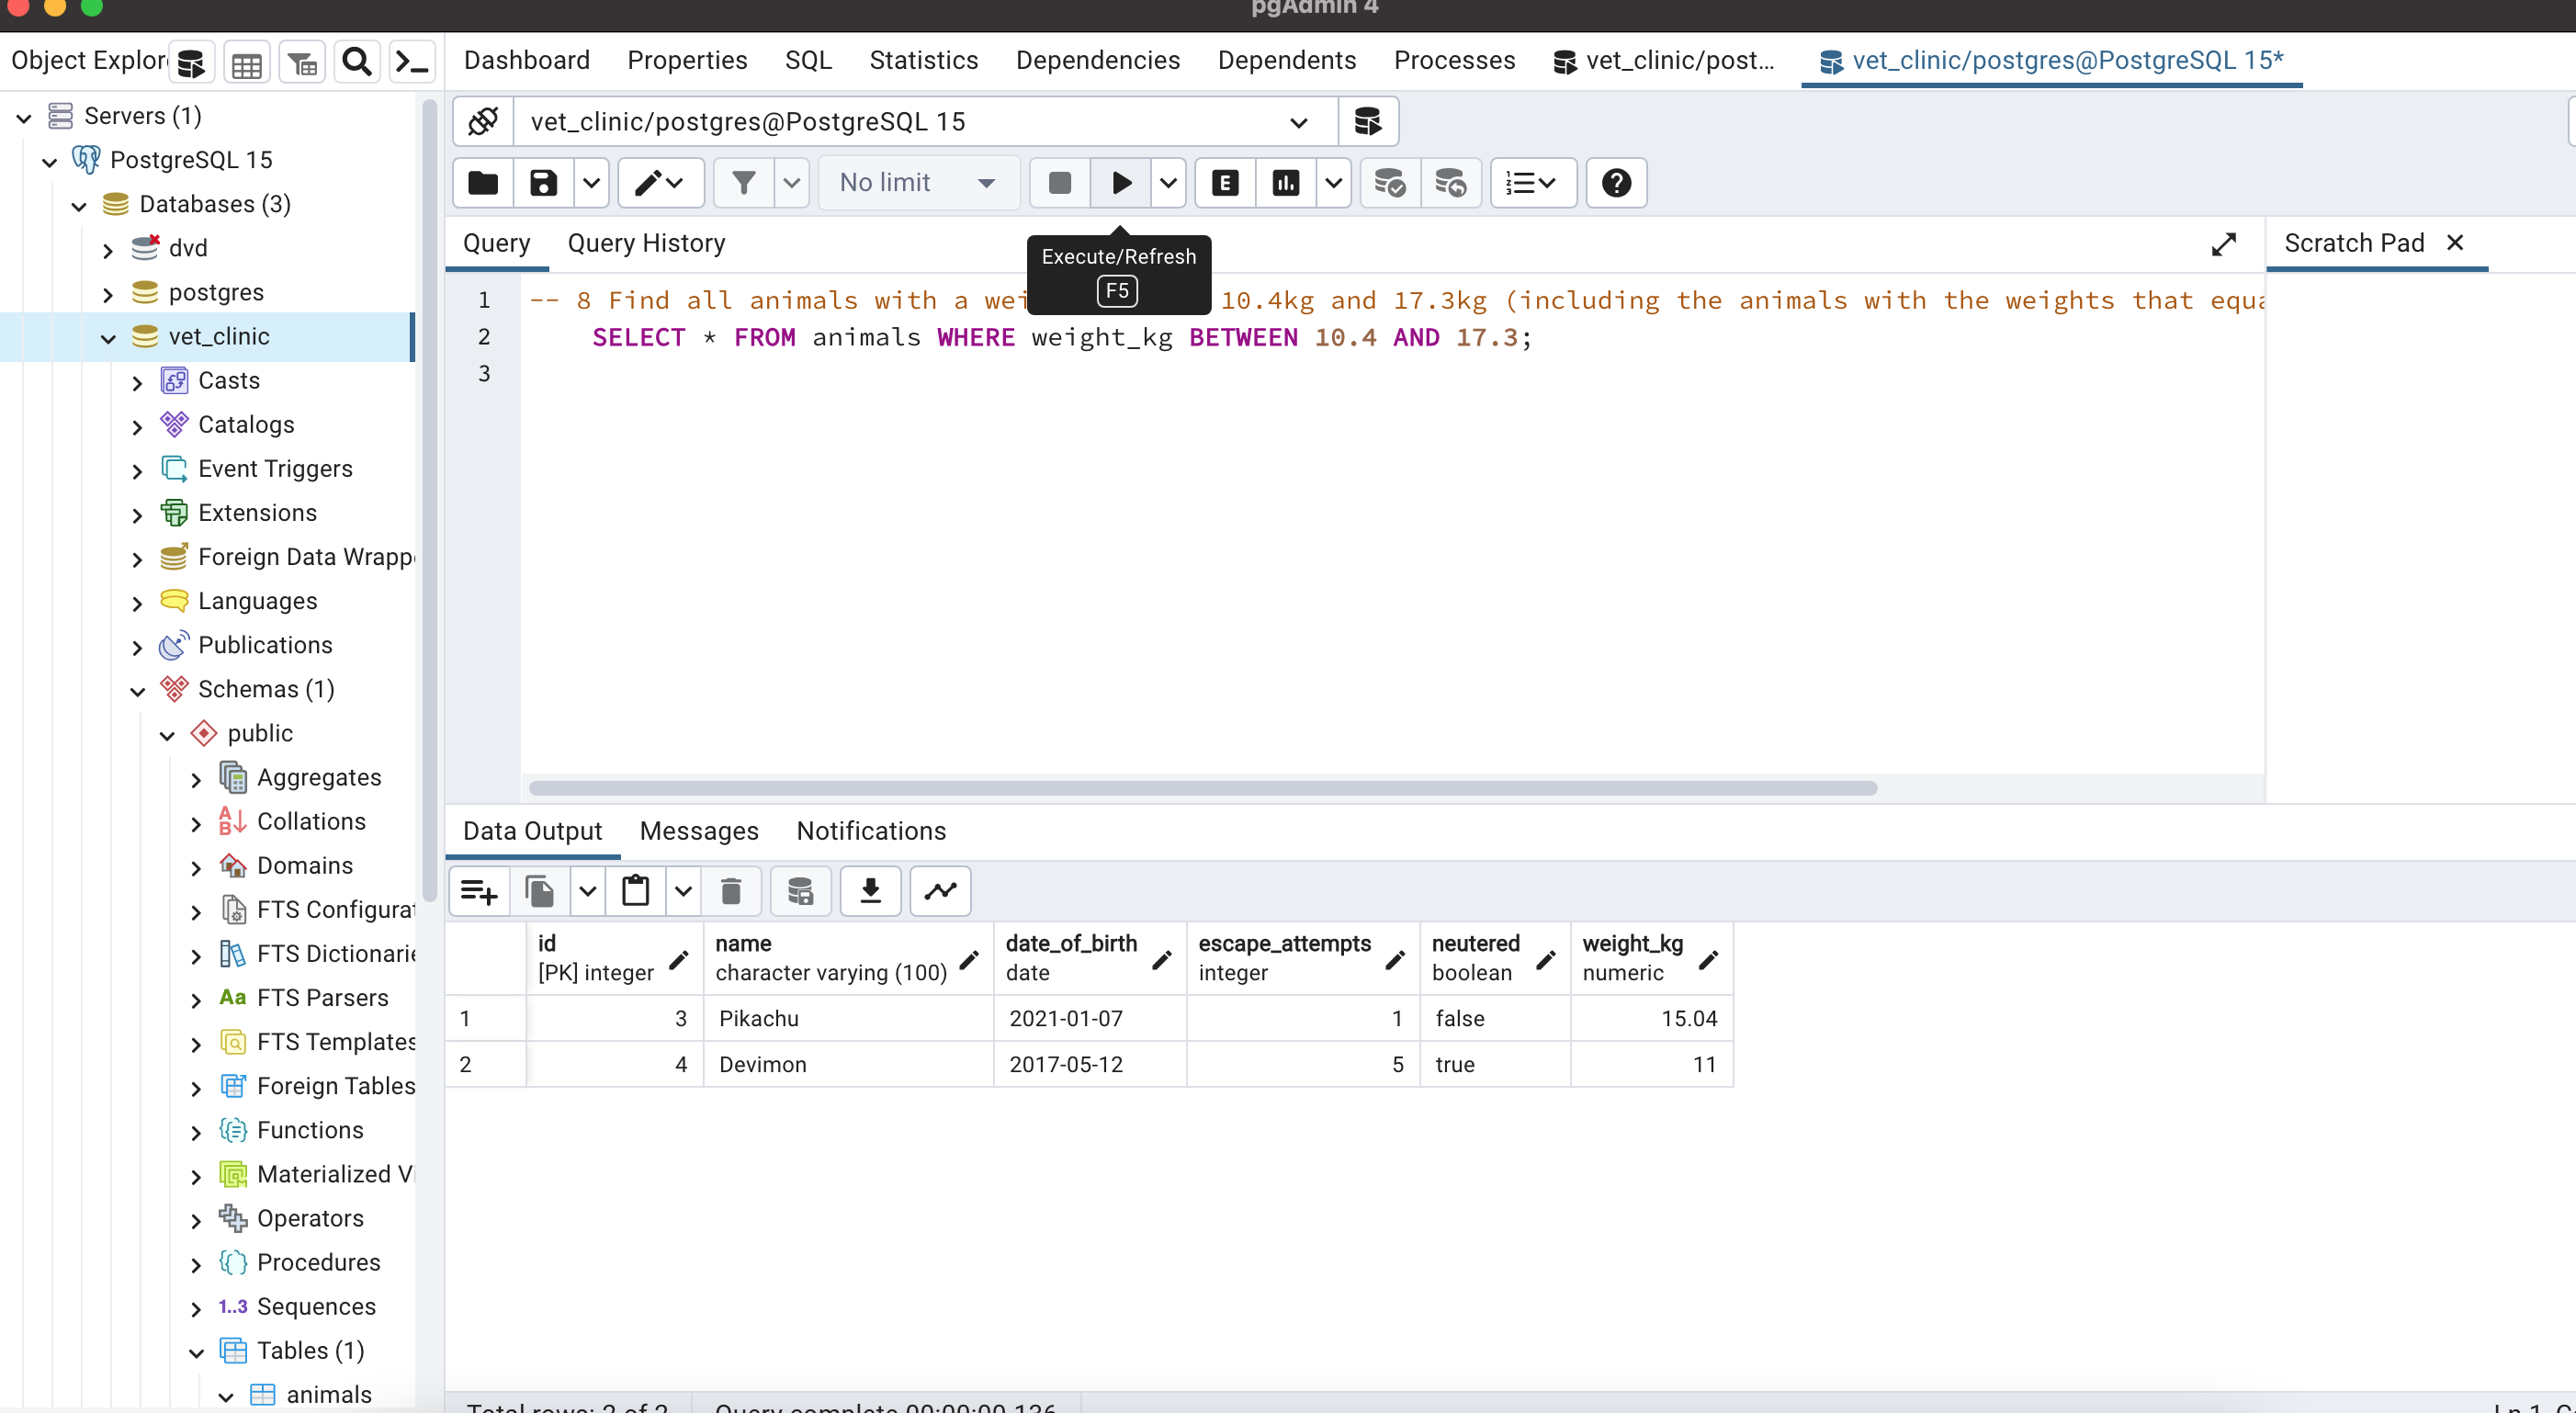 pgAdmin 4
Object Explor
Dashboard Properties SQL Statistics Dependencies Dependents Processes vet_clinic/post... vet_clinic/postgres@PostgreSQL 15*
Servers (1)
PostgreSQL 15
Databases (3)
dvd
postgres
vet_clinic
Casts
Catalogs
Event Triggers
Extensions
Foreign Data Wrapp
Languages
Publications
Schemas (1)
public
Aggregates
Collations
Domains
FTS Configurat
FTS Dictionarie
Aa FTS Parsers
FTS Templates
Foreign Tables
Functions
Materialized Vi
Operators
Procedures
1..3 Sequences
Tables (1)
animals
vet_clinic/postgres@PostgreSQL 15
No limit
E
Query Query History
Execute/Refresh
F5
Scratch Pad
1 -- 8 Find all animals with a wei 10.4kg and 17.3kg (including the animals with the weights that equa
2 SELECT * FROM animals WHERE weight_kg BETWEEN 10.4 AND 17.3;
3
Data Output Messages Notifications
id name date_of_birth escape_attempts neutered weight_kg
[PK] integer character varying (100) date integer boolean numeric
1 3 Pikachu 2021-01-07 1 false 15.04
2 4 Devimon 2017-05-12 5 true 11
Total rows: 2 of 2 Query complete 00:00:00.136
Ln 1